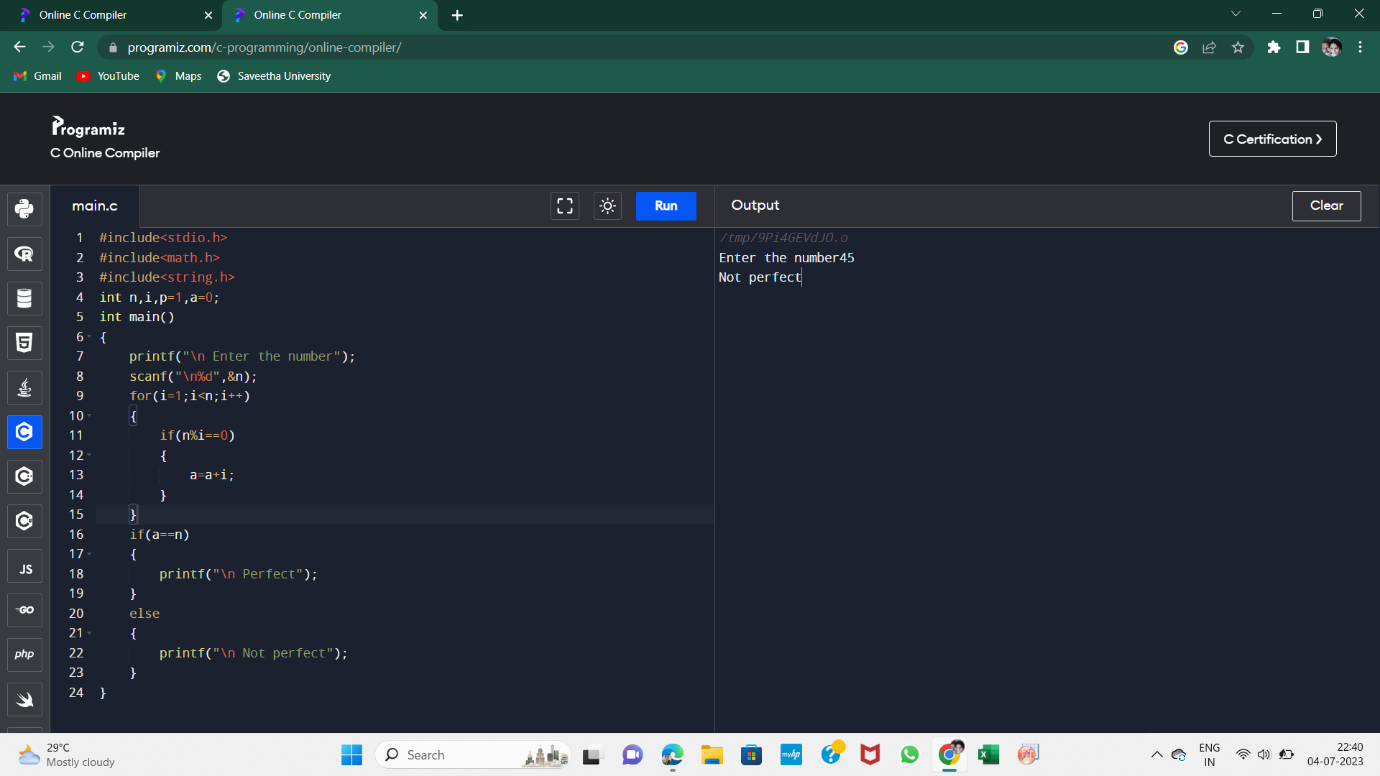 Online C Compiler
Online C Compiler
programiz.com/c-programming/online-compiler/
Gmail YouTube Maps Saveetha University
Programiz
C Online Compiler
C Certification
main.c
Run
Output
Clear
1 #include<stdio.h>
2 #include<math.h>
3 #include<string.h>
4 int n,i,p=1,a=0;
5 int main()
6 {
7 printf("\n Enter the number");
8 scanf("\n%d",&n);
9 for(i=1;i<n;i++)
10 {
11 if(n%i==0)
12 {
13 a=a+i;
14 }
15 }
16 if(a==n)
17 {
18 printf("\n Perfect");
19 }
20 else
21 {
22 printf("\n Not perfect");
23 }
24 }
/tmp/9Pi4GEVdJO.o
Enter the number45
Not perfect
JS
GO
php
29°C
Mostly cloudy
Search
myhp
ENG
IN
22:40
04-07-2023